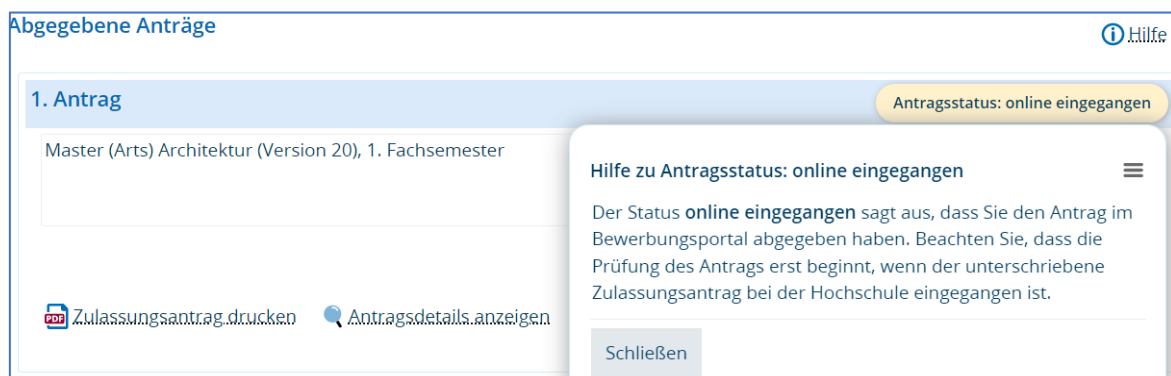 Abgegebene Anträge
Hilfe
1. Antrag
Antragsstatus: online eingegangen
Master (Arts) Architektur (Version 20), 1. Fachsemester
Hilfe zu Antragsstatus: online eingegangen
Der Status online eingegangen sagt aus, dass Sie den Antrag im
Bewerbungsportal abgegeben haben. Beachten Sie, dass die
Prüfung des Antrags erst beginnt, wenn der unterschriebene
Zulassungsantrag bei der Hochschule eingegangen ist.
PDF Zulassungsantrag drucken
Antragsdetails anzeigen
Schließen